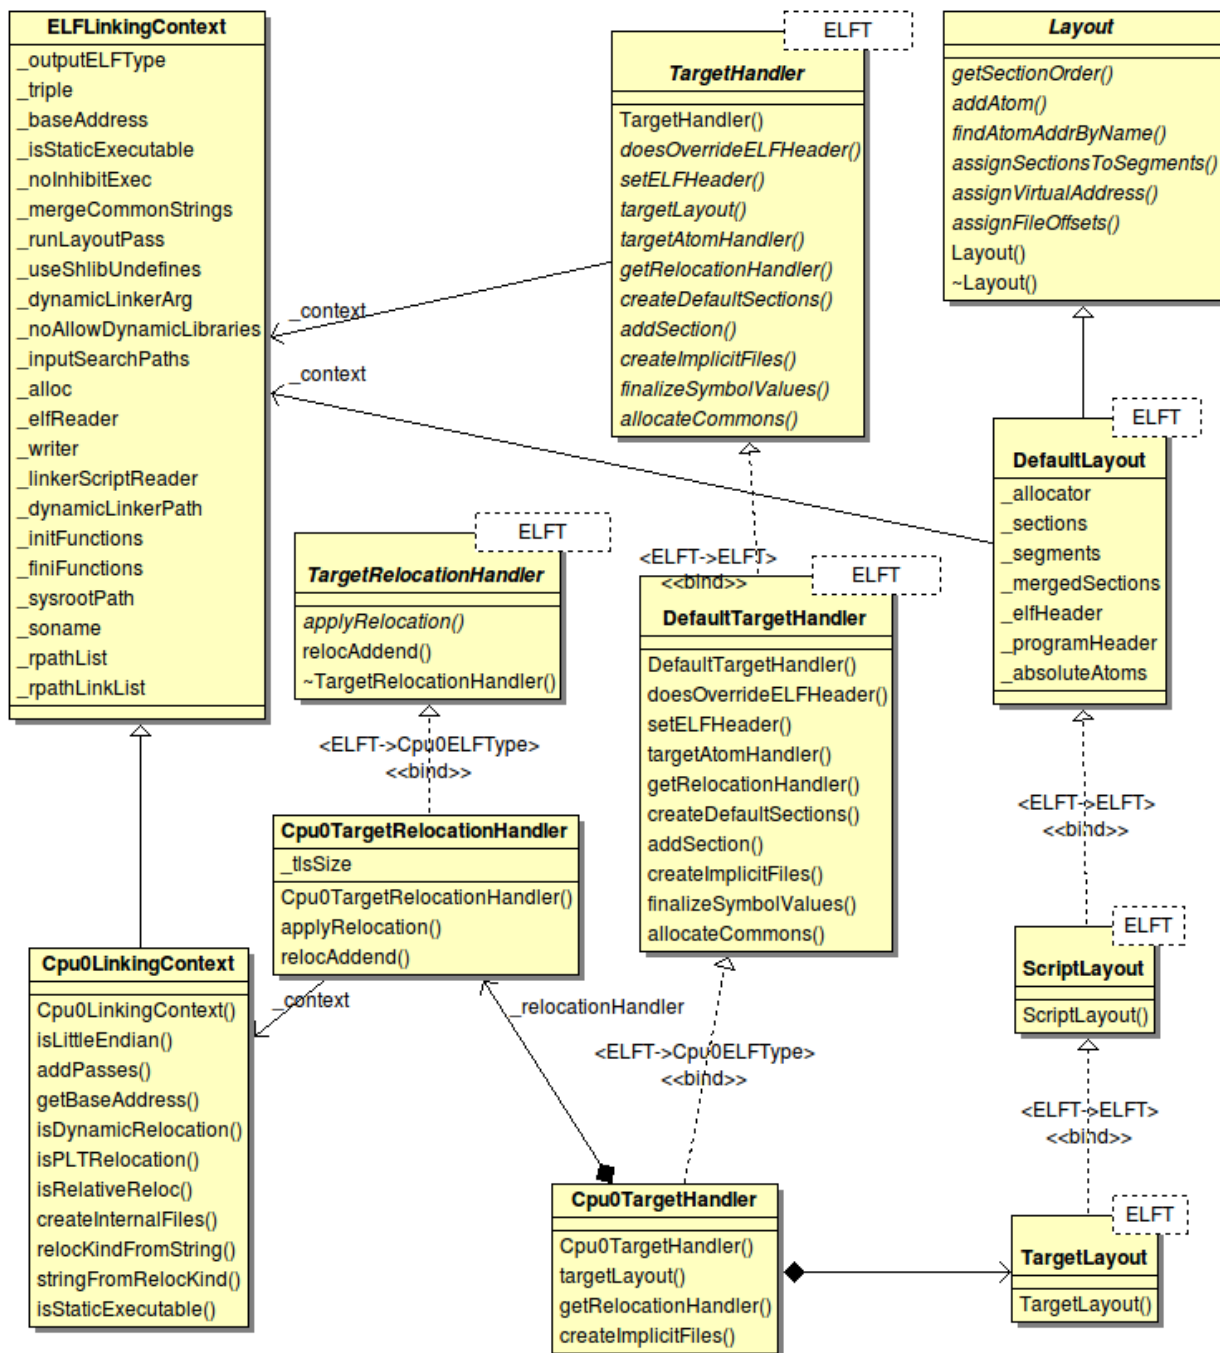 ELFLinkingContext
_outputELFType
_triple
_baseAddress
_isStaticExecutable
_noInhibitExec
_mergeCommonStrings
_runLayoutPass
_useShlibUndefines
_dynamicLinkerArg
_noAllowDynamicLibraries
_inputSearchPaths
_alloc
_elfReader
_writer
_linkerScriptReader
_dynamicLinkerPath
_initFunctions
_finiFunctions
_sysrootPath
_soname
_rpathList
_rpathLinkList
ELFT
TargetHandler
TargetHandler()
doesOverrideELFHeader()
setELFHeader()
targetLayout()
targetAtomHandler()
getRelocationHandler()
createDefaultSections()
addSection()
createImplicitFiles()
finalizeSymbolValues()
allocateCommons()
Layout
getSectionOrder()
addAtom()
findAtomAddrByName()
assignSectionsToSegments()
assignVirtualAddress()
assignFileOffsets()
Layout()
~Layout()
_context
_context
ELFT
DefaultLayout
_allocator
_sections
_segments
_mergedSections
_elfHeader
_programHeader
_absoluteAtoms
ELFT
TargetRelocationHandler
applyRelocation()
relocAddend()
~TargetRelocationHandler()
<ELFT->ELFT>
<<bind>>
ELFT
DefaultTargetHandler
DefaultTargetHandler()
doesOverrideELFHeader()
setELFHeader()
targetAtomHandler()
getRelocationHandler()
createDefaultSections()
addSection()
createImplicitFiles()
finalizeSymbolValues()
allocateCommons()
<ELFT->Cpu0ELFType>
<<bind>>
<ELFT->ELFT>
<<bind>>
Cpu0TargetRelocationHandler
_tlsSize
Cpu0TargetRelocationHandler()
applyRelocation()
relocAddend()
ELFT
ScriptLayout
ScriptLayout()
Cpu0LinkingContext
Cpu0LinkingContext()
isLittleEndian()
addPasses()
getBaseAddress()
isDynamicRelocation()
isPLTRelocation()
isRelativeReloc()
createInternalFiles()
relocKindFromString()
stringFromRelocKind()
isStaticExecutable()
_context
_relocationHandler
<ELFT->Cpu0ELFType>
<<bind>>
<ELFT->ELFT>
<<bind>>
Cpu0TargetHandler
Cpu0TargetHandler()
targetLayout()
getRelocationHandler()
createImplicitFiles()
ELFT
TargetLayout
TargetLayout()